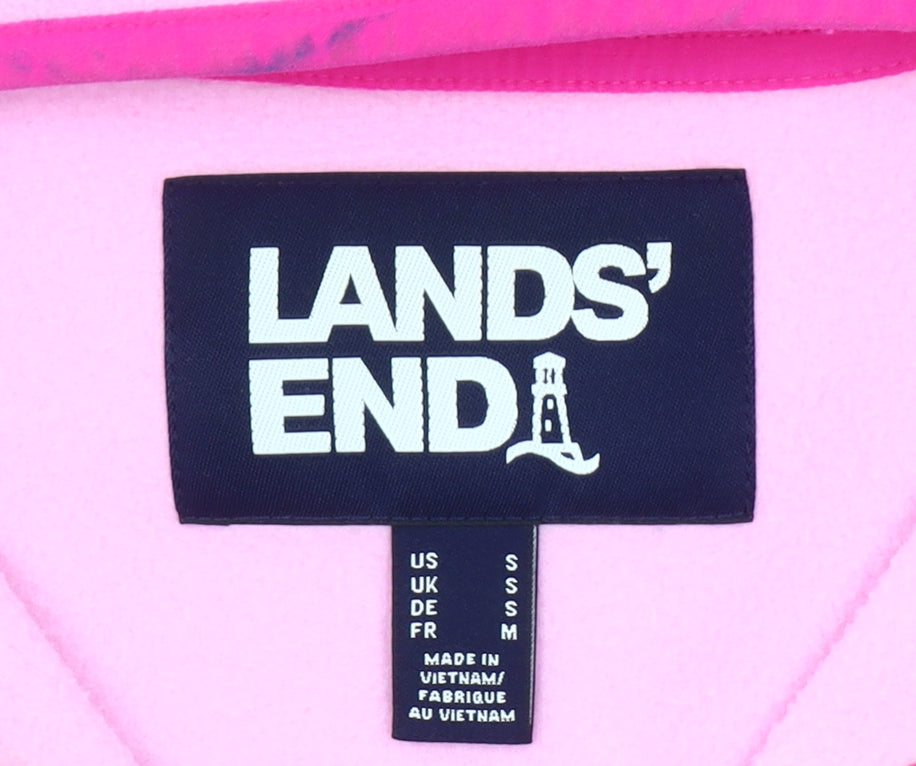 LANDS'
END
US S
UK S
DE S
FR M
MADE IN
VIETNAM/
FABRIQUE
AU VIETNAM